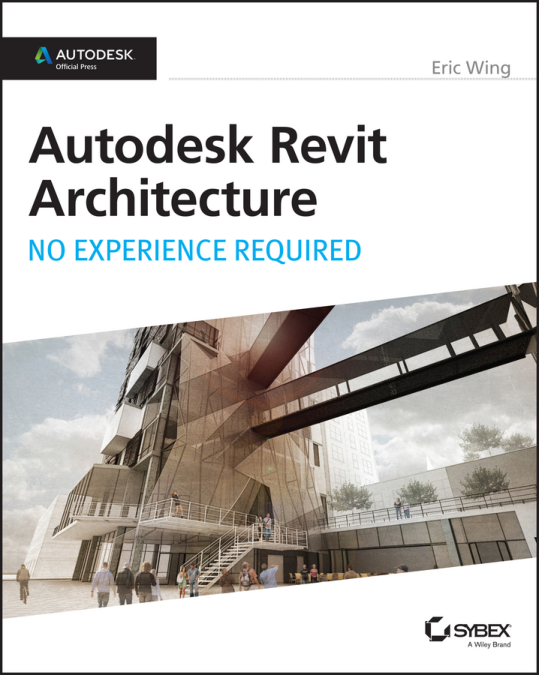 AUTODESK
Official Press
Eric Wing
Autodesk Revit
Architecture
NO EXPERIENCE REQUIRED
SYBEX
A Wiley Brand